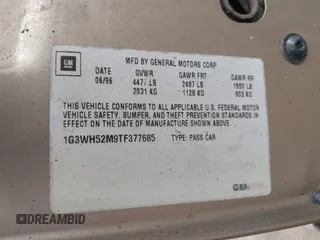 GM
MFD BY GENERAL MOTORS CORP
DATE GVWR GAWR FRT GAWR RR
06/96 4477 LB 2487 LB 1990 LB
2031 KG 1128 KG 903 KG
THIS VEHICLE CONFORMS TO ALL APPLICABLE U.S. FEDERAL MOTOR
VEHICLE SAFETY, BUMPER, AND THEFT PREVENTION STANDARDS IN
EFFECT ON THE DATE OF MANUFACTURE SHOWN ABOVE.
1G3WH52M9TF377685 TYPE: PASS CAR
GEN
DREAMBID